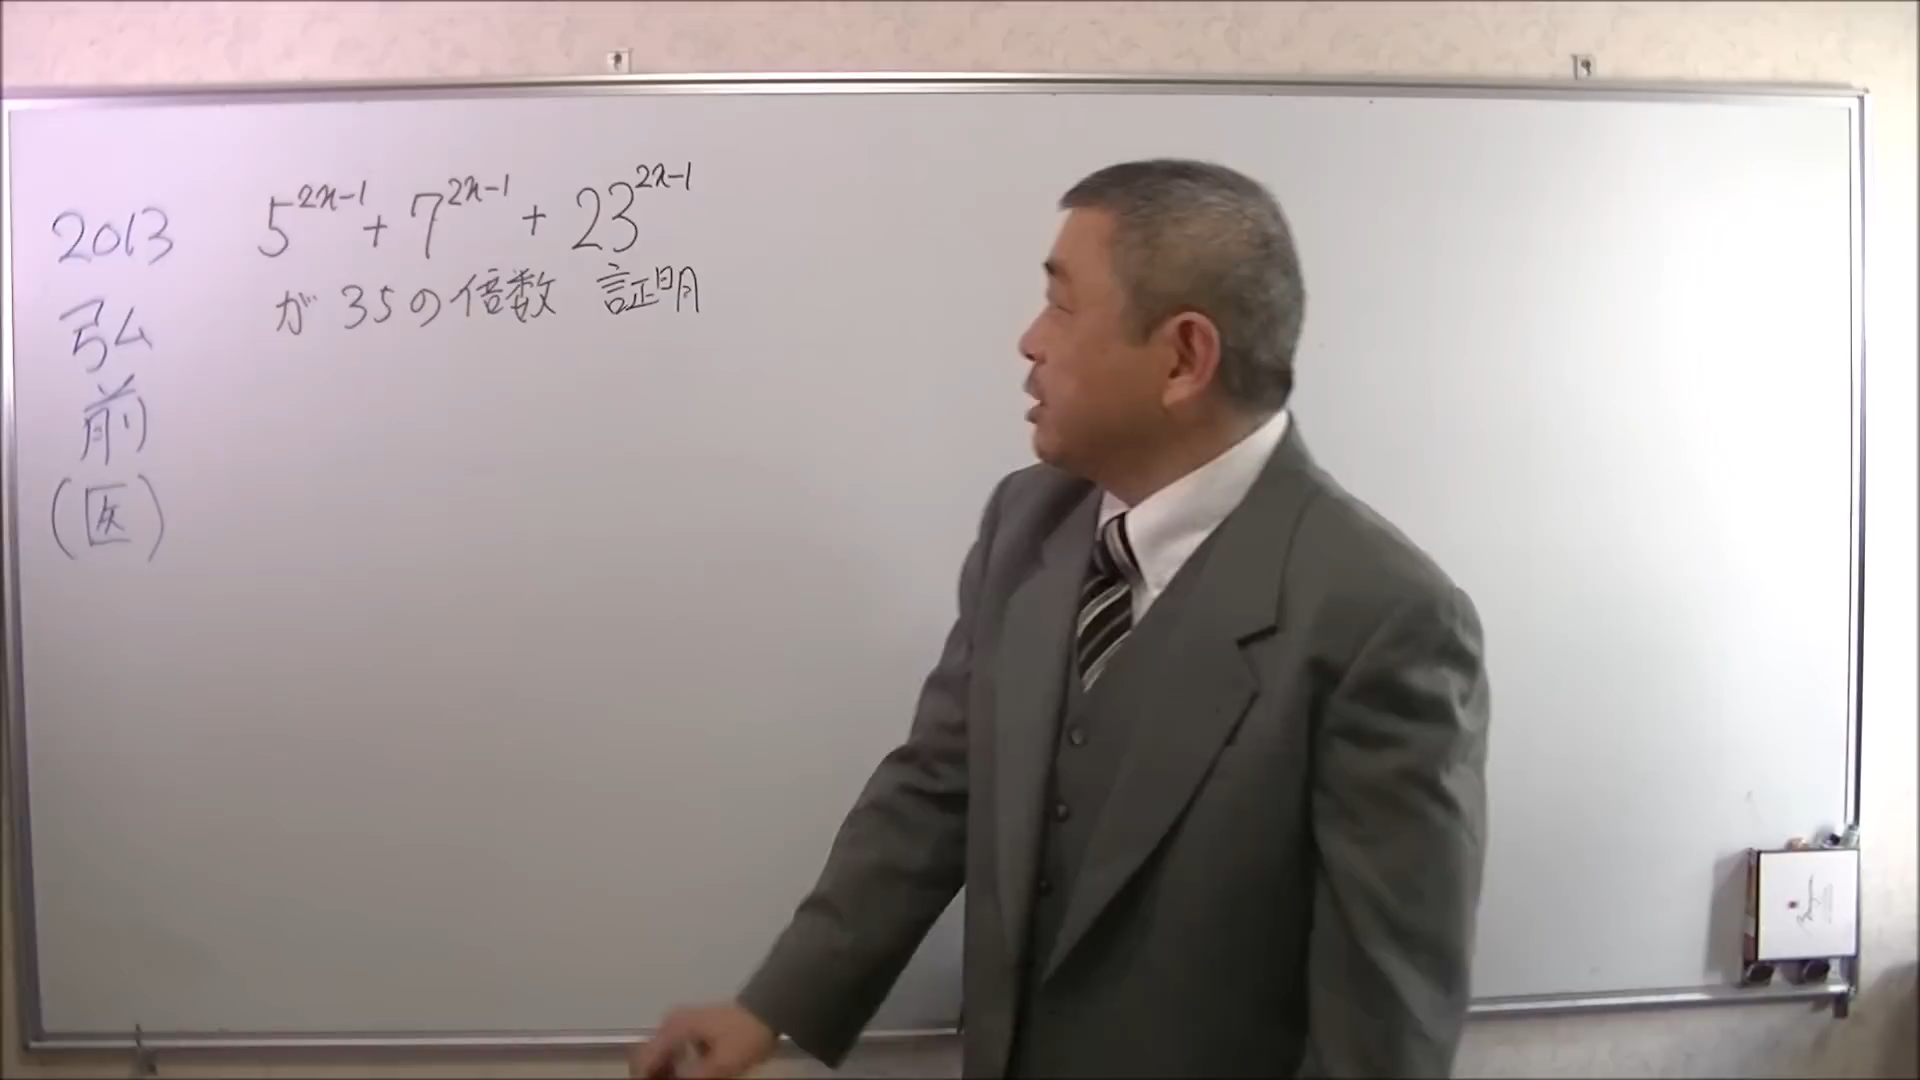 2013
弘
前
(医)
5^{2n-1} + 7^{2n-1} + 23^{2n-1}
が 35の倍数 証明